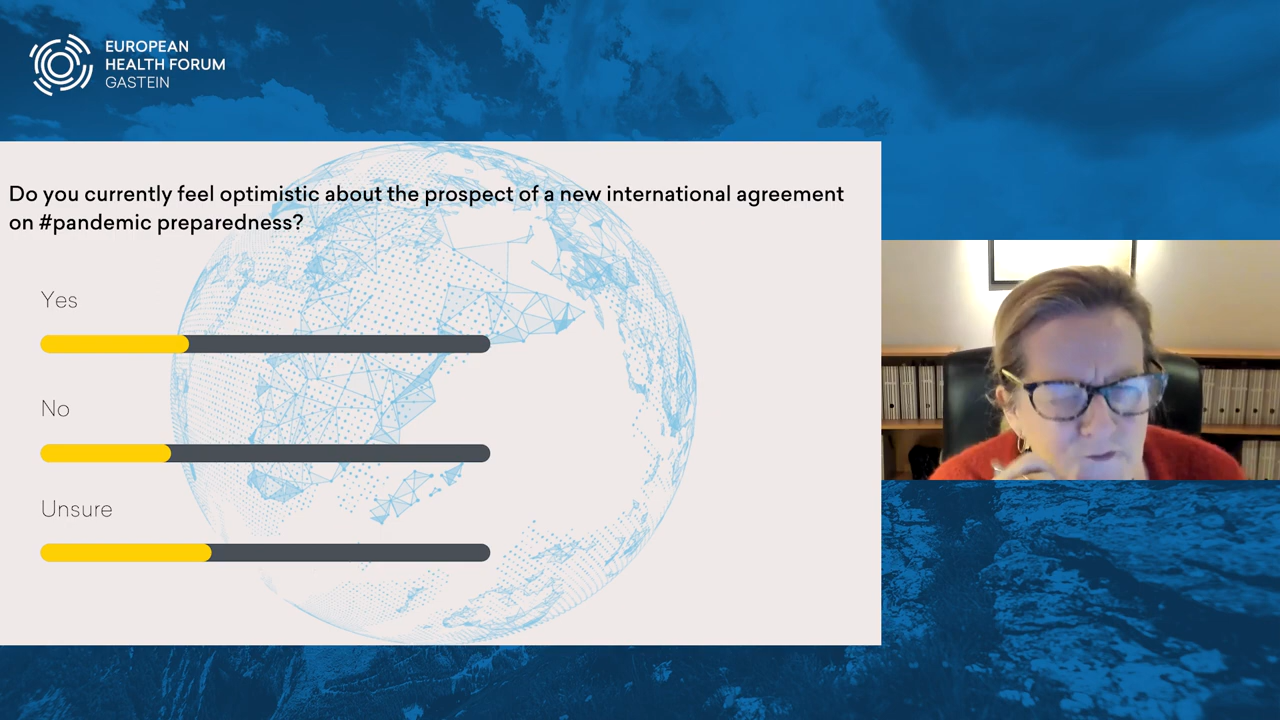 EUROPEAN
HEALTH FORUM
GASTEIN
Do you currently feel optimistic about the prospect of a new international agreement
on #pandemic preparedness?
Yes
No
Unsure